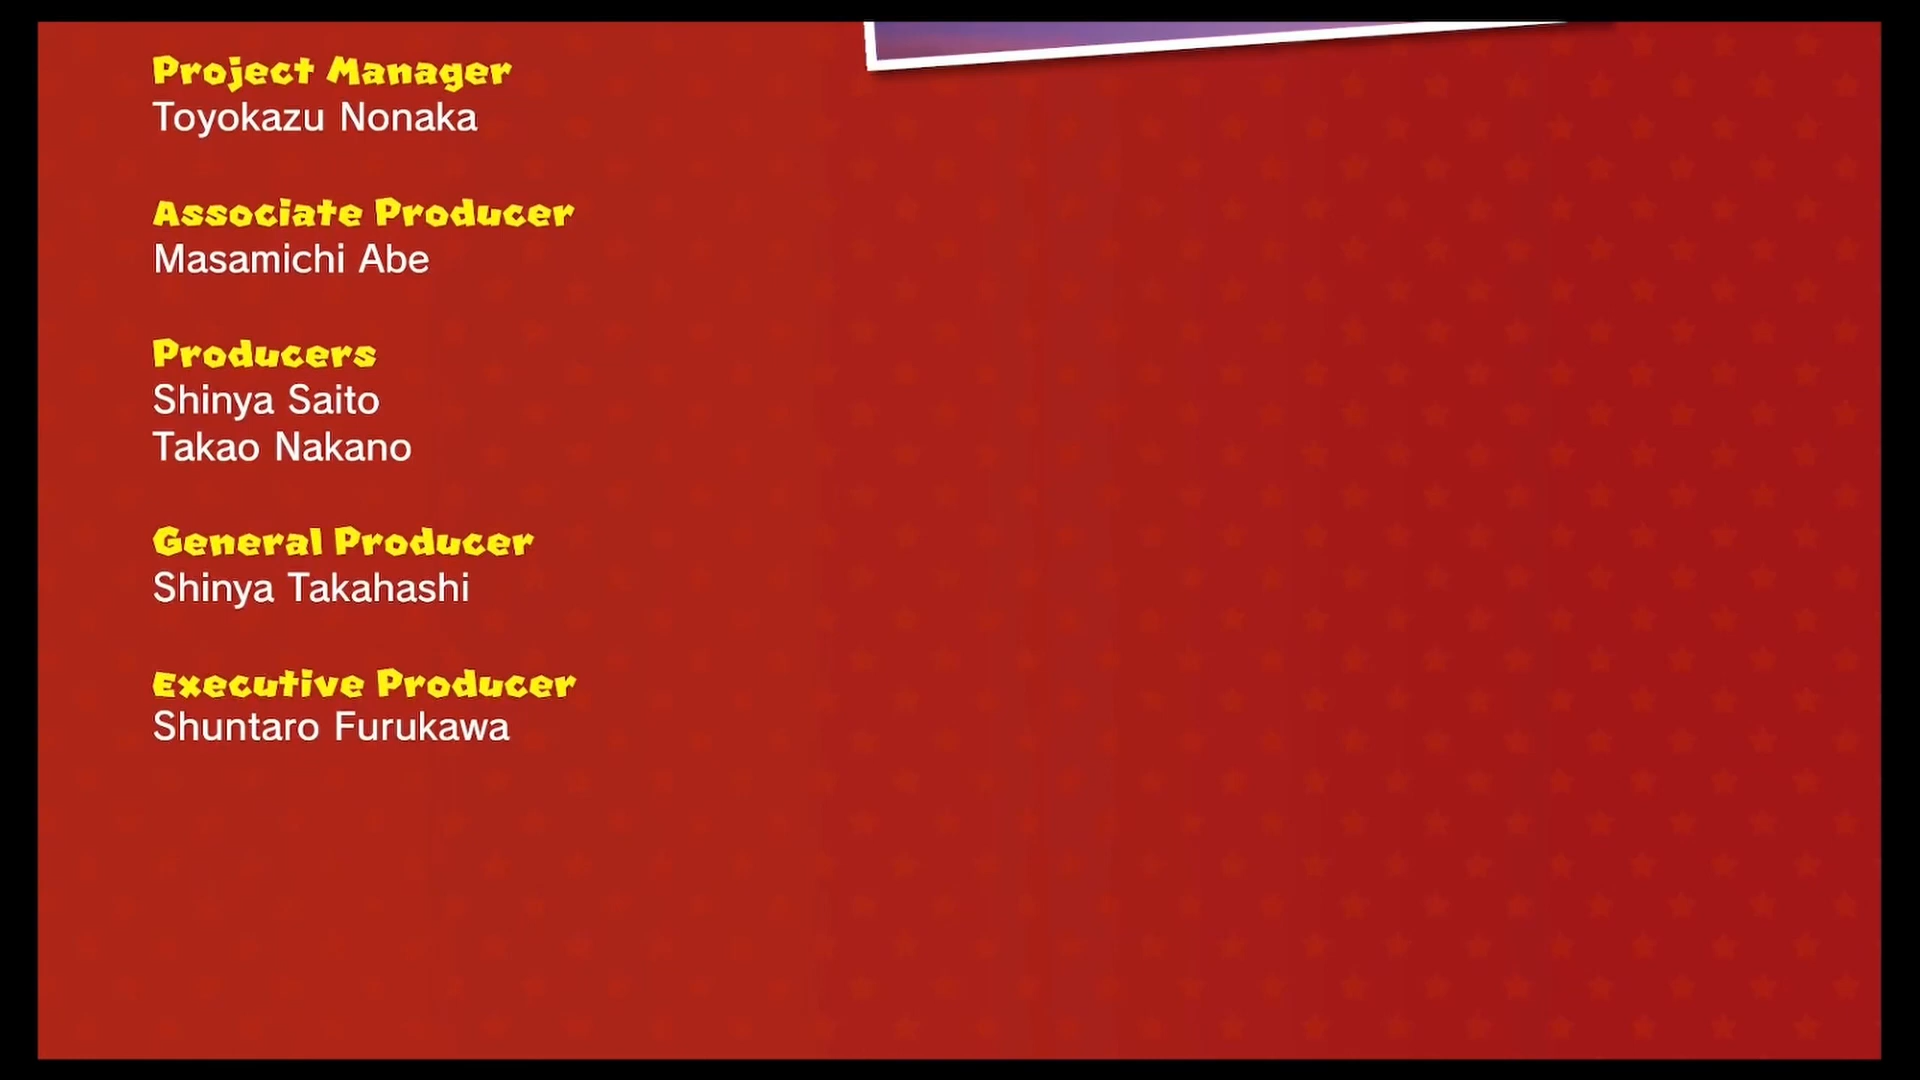 Project Manager
Toyokazu Nonaka
Associate Producer
Masamichi Abe
Producers
Shinya Saito
Takao Nakano
General Producer
Shinya Takahashi
Executive Producer
Shuntaro Furukawa